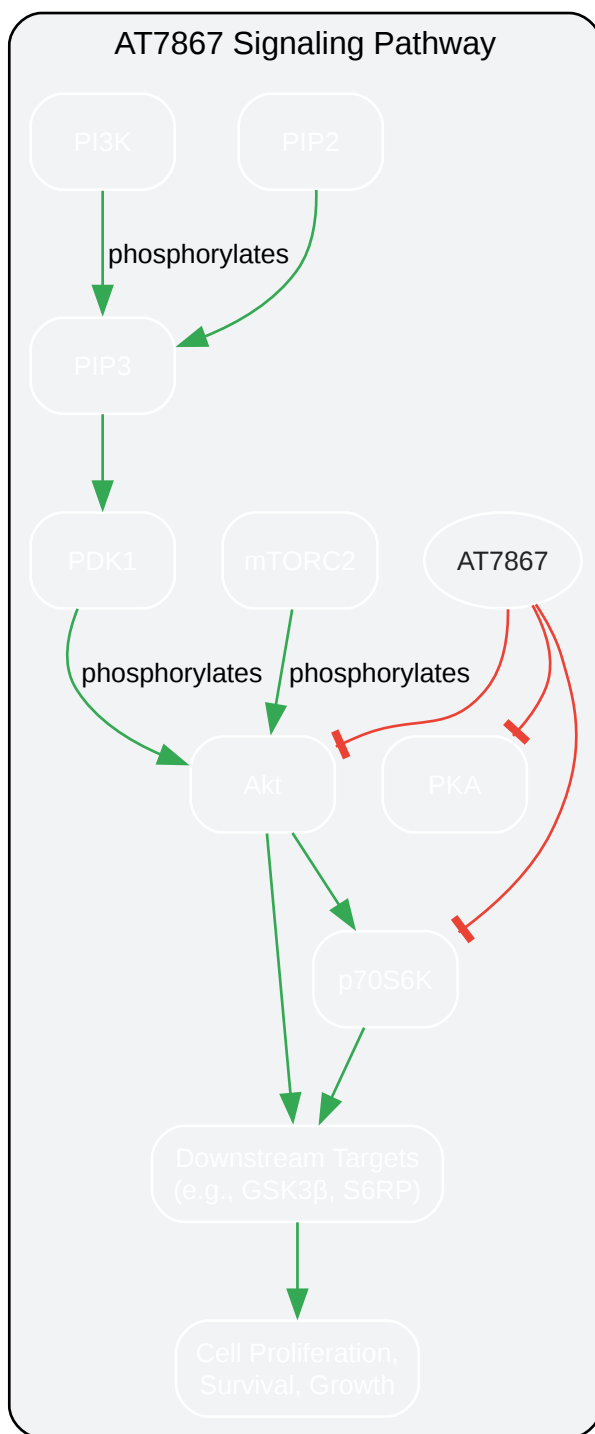 AT7867 Signaling Pathway
PI3K
PIP2
phosphorylates
PIP3
PDK1
mTORC2
AT7867
phosphorylates
phosphorylates
Akt
PKA
p70S6K
Downstream Targets
(e.g., GSK3β, S6RP)
Cell Proliferation,
Survival, Growth